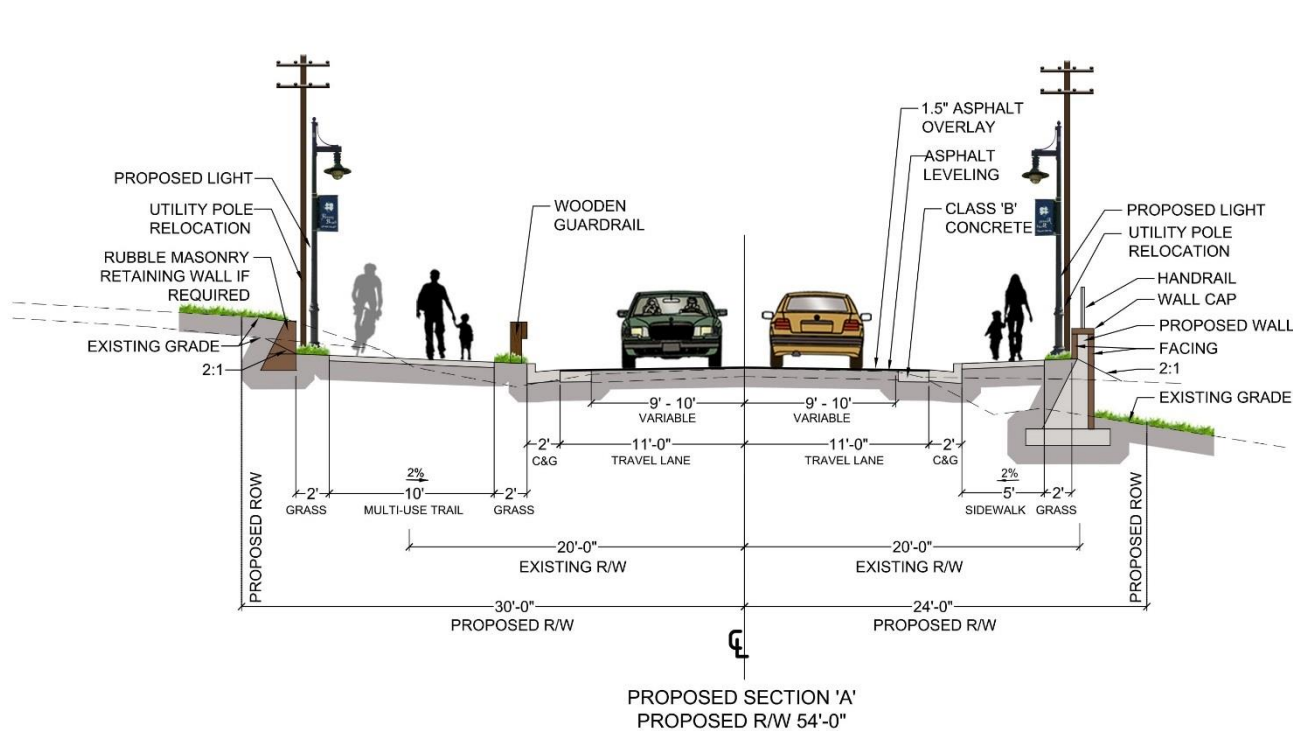 1.5" ASPHALT
OVERLAY
ASPHALT
LEVELING
PROPOSED LIGHT
WOODEN
GUARDRAIL
CLASS 'B'
CONCRETE
PROPOSED LIGHT
UTILITY POLE
RELOCATION
UTILITY POLE
RELOCATION
RUBBLE MASONRY
RETAINING WALL IF
REQUIRED
HANDRAIL
WALL CAP
PROPOSED WALL
FACING
EXISTING GRADE
2:1
2:1
EXISTING GRADE
9' - 10'
VARIABLE
9' - 10'
VARIABLE
2'
C&G
11'-0"
TRAVEL LANE
11'-0"
TRAVEL LANE
2'
C&G
2%
2%
2'
GRASS
10'
MULTI-USE TRAIL
2'
GRASS
5'
SIDEWALK
2'
GRASS
PROPOSED ROW
PROPOSED ROW
20'-0"
EXISTING R/W
20'-0"
EXISTING R/W
30'-0"
PROPOSED R/W
24'-0"
PROPOSED R/W
CL
PROPOSED SECTION 'A'
PROPOSED R/W 54'-0"